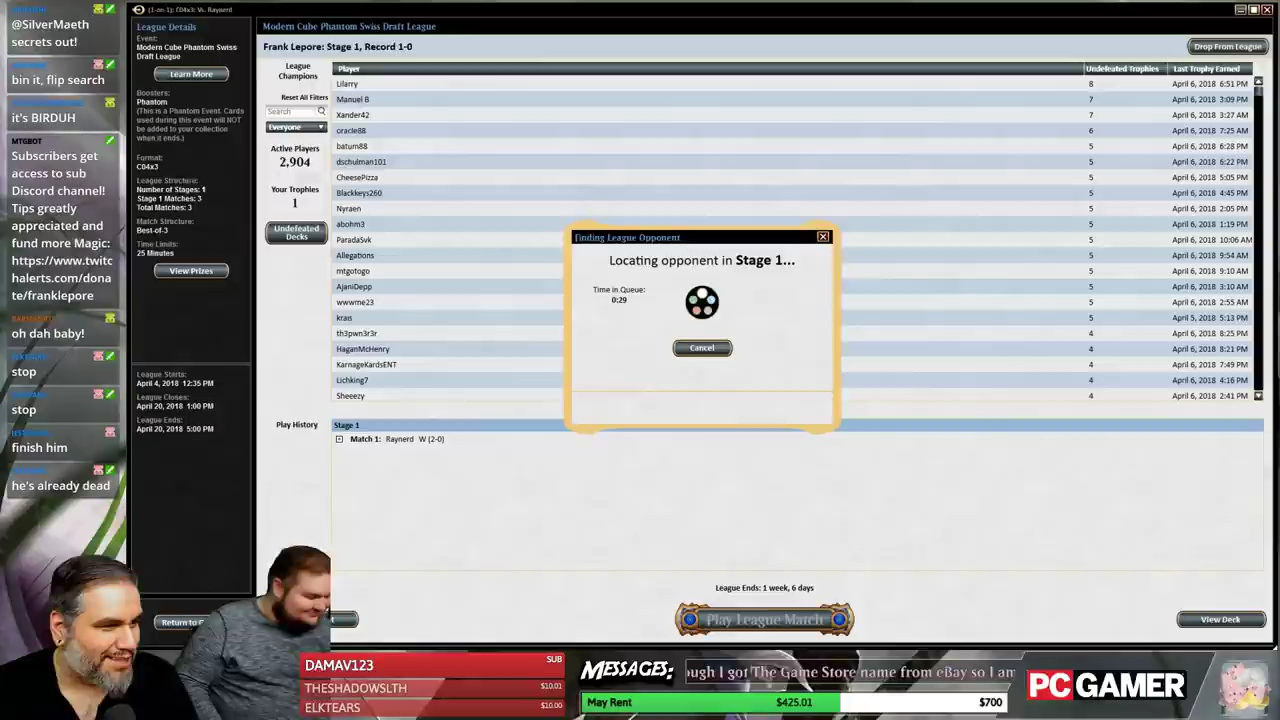 @SilverMaeth
secrets out!
bin it, flip search
it's BIRDUH
MTGBOT
Subscribers get
access to sub
Discord channel!
Tips greatly
appreciated and
fund more Magic:
https://www.twitc
halerts.com/dona
te/franklepore
oh dah baby!
stop
stop
finish him
he's already dead
(1-on-1): C04x3: Vs. Raynerd
League Details
Event:
Modern Cube Phantom Swiss
Draft League
Learn More
Boosters:
Phantom
(This is a Phantom Event. Cards
used during this event will NOT
be added to your collection
when it ends.)
Format:
C04x3
League Structure:
Number of Stages: 1
Stage 1 Matches: 3
Total Matches: 3
Match Structure:
Best-of-3
Time Limits:
25 Minutes
View Prizes
League Starts:
April 4, 2018 12:35 PM
League Closes:
April 20, 2018 1:00 PM
League Ends:
April 20, 2018 5:00 PM
Modern Cube Phantom Swiss Draft League
Frank Lepore: Stage 1, Record 1-0
Drop From League
League
Champions
Reset All Filters
Search
Everyone
Active Players
2,904
Your Trophies
1
Undefeated
Decks
Player Undefeated Trophies Last Trophy Earned
Lilarry 8 April 6, 2018 6:51 PM
Manuel B 7 April 6, 2018 3:09 PM
Xander42 7 April 6, 2018 3:27 AM
oracle88 6 April 6, 2018 7:25 AM
batum88 5 April 6, 2018 6:28 PM
dschulman101 5 April 6, 2018 6:22 PM
CheesePizza 5 April 6, 2018 5:05 PM
Blackkeys260 5 April 6, 2018 4:45 PM
Nyraen 5 April 6, 2018 2:05 PM
abohm3 5 April 6, 2018 1:19 PM
ParadaSvk 5 April 6, 2018 10:06 AM
Allegations 5 April 6, 2018 9:54 AM
mtgotogo 5 April 6, 2018 9:10 AM
AjaniDepp 5 April 6, 2018 3:10 AM
wwwme23 5 April 6, 2018 2:55 AM
krais 5 April 6, 2018 5:13 PM
th3pwn3r3r 4 April 6, 2018 8:25 PM
HaganMcHenry 4 April 6, 2018 8:21 PM
KarnageKardsENT 4 April 6, 2018 7:49 PM
Lichking7 4 April 6, 2018 4:16 PM
Sheeezy 4 April 6, 2018 2:41 PM
Finding League Opponent
Locating opponent in Stage 1...
Time in Queue:
0:29
Cancel
Play History
Stage 1
Match 1: Raynerd W (2-0)
League Ends: 1 week, 6 days
Return to
Play League Match
View Deck
DAMAV123 SUB
THESHADOWSLTH $10.01
ELKTEARS $10.00
MESSAGES:
ough I got The Game Store name from eBay so I am
May Rent $425.01 $700
PC GAMER